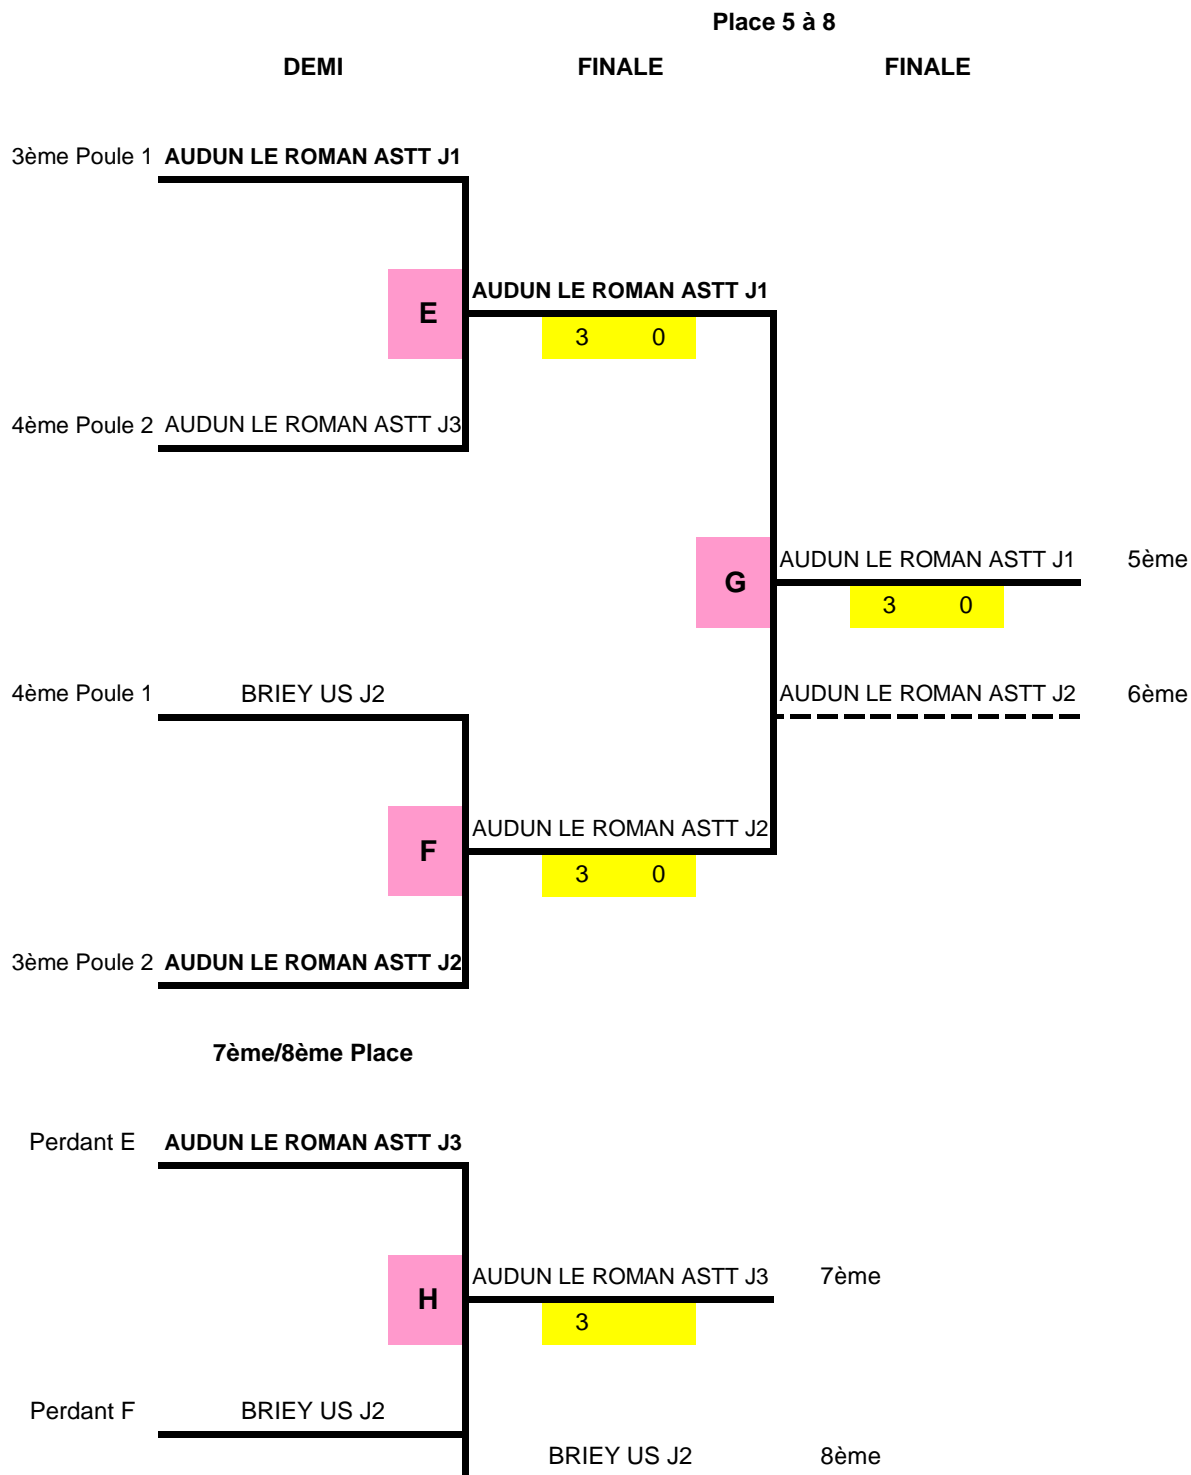 Place 5 à 8
DEMI FINALE FINALE
3ème Poule 1 AUDUN LE ROMAN ASTT J1
E AUDUN LE ROMAN ASTT J1
3 0
4ème Poule 2 AUDUN LE ROMAN ASTT J3
G AUDUN LE ROMAN ASTT J1 5ème
3 0
4ème Poule 1 BRIEY US J2 AUDUN LE ROMAN ASTT J2 6ème
F AUDUN LE ROMAN ASTT J2
3 0
3ème Poule 2 AUDUN LE ROMAN ASTT J2
7ème/8ème Place
Perdant E AUDUN LE ROMAN ASTT J3
H AUDUN LE ROMAN ASTT J3 7ème
3
Perdant F BRIEY US J2
BRIEY US J2 8ème